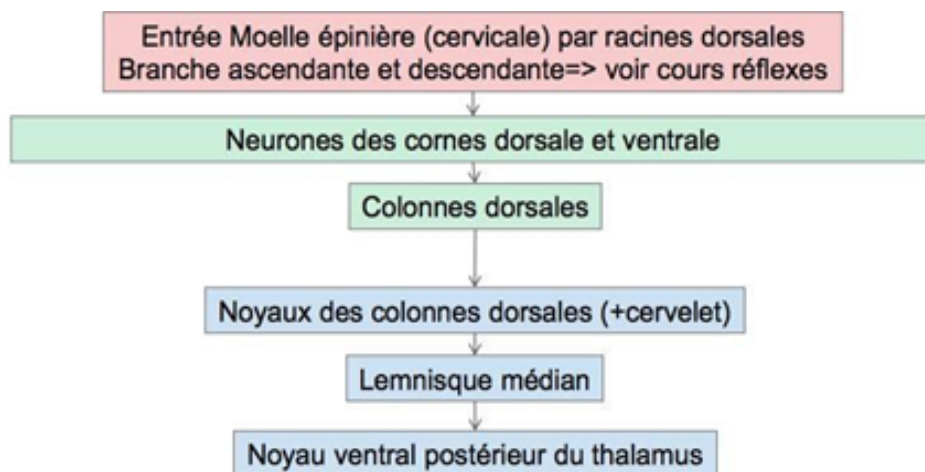 Entrée Moelle épinière (cervicale) par racines dorsales
Branche ascendante et descendante=> voir cours réflexes
Neurones des cornes dorsale et ventrale
Colonnes dorsales
Noyaux des colonnes dorsales (+cervelet)
Lemnisque médian
Noyau ventral postérieur du thalamus